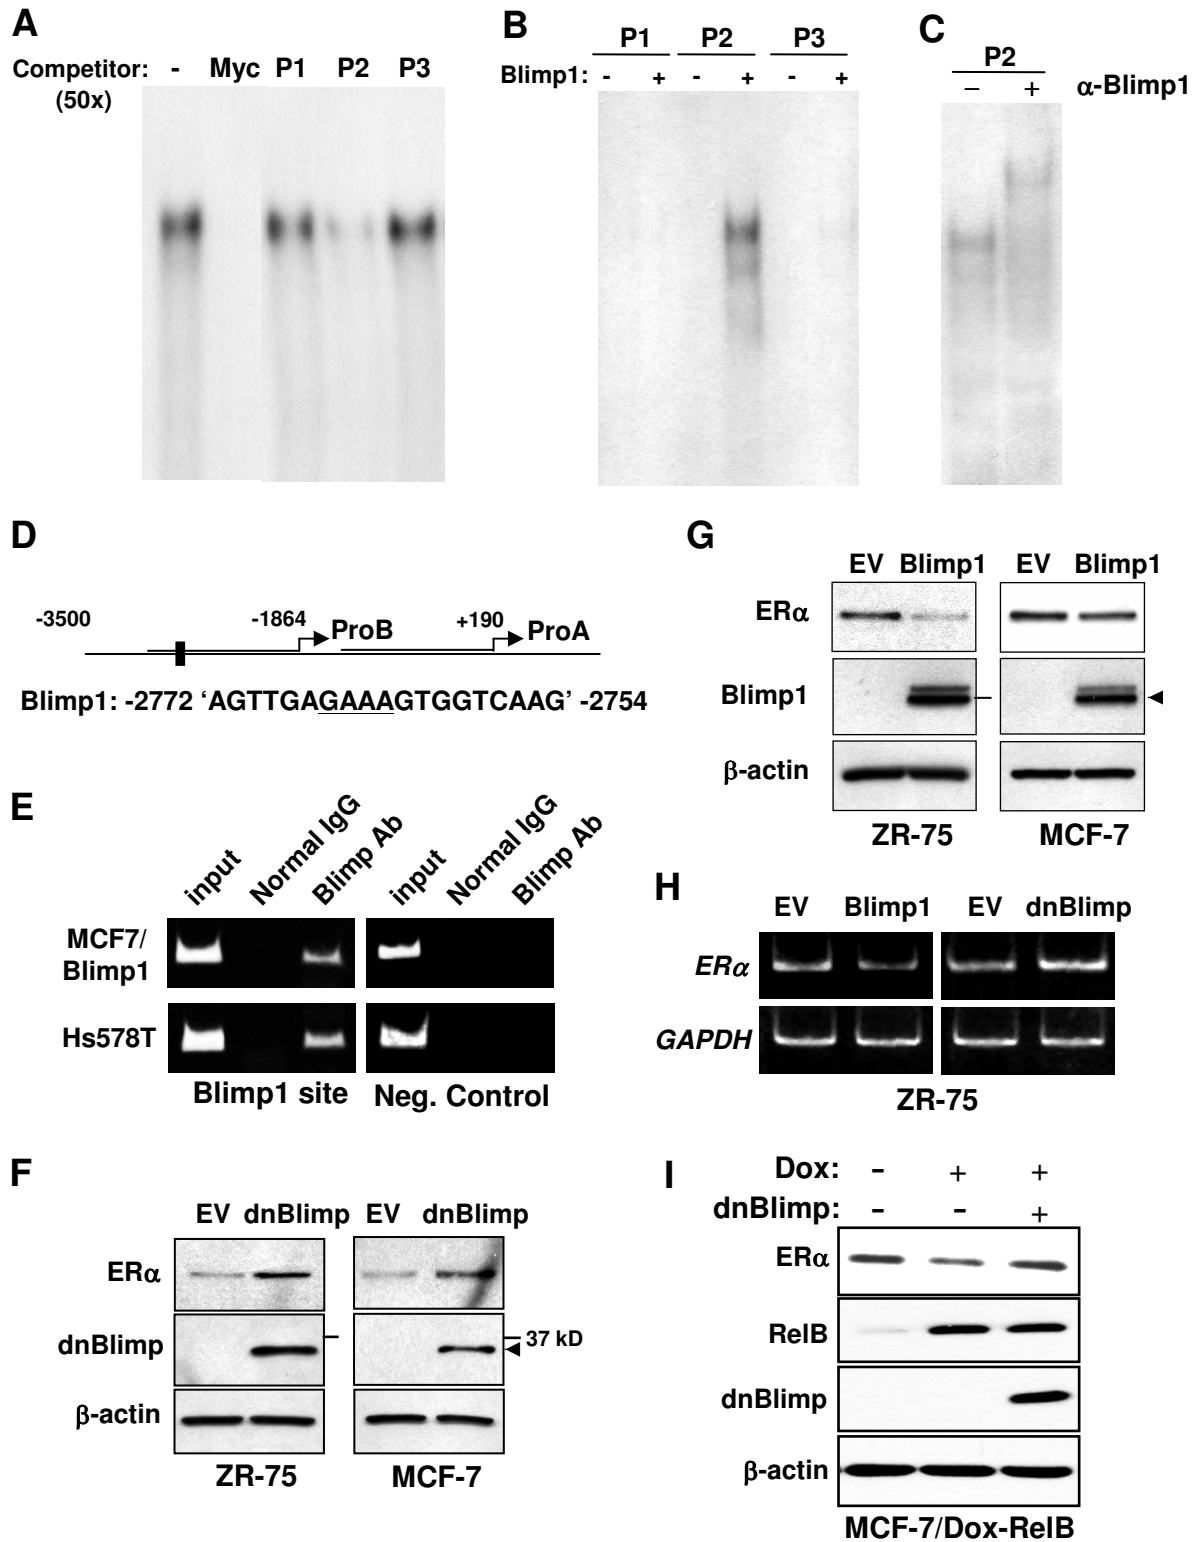 A
Competitor: - Myc P1 P2 P3
(50x)
B
P1 P2 P3
Blimp1: - + - + - +
C
P2
− + α-Blimp1
D
-3500 -1864 ProB +190 ProA
Blimp1: -2772 ‘AGTTGAGAAAGTGGTCAAG’ -2754
E
input Normal IgG Blimp Ab input Normal IgG Blimp Ab
MCF7/
Blimp1
Hs578T
Blimp1 site Neg. Control
F
EV dnBlimp EV dnBlimp
ERα
dnBlimp 37 kD
β-actin
ZR-75 MCF-7
G
EV Blimp1 EV Blimp1
ERα
Blimp1
β-actin
ZR-75 MCF-7
H
EV Blimp1 EV dnBlimp
ERα
GAPDH
ZR-75
I
Dox: - + +
dnBlimp: - - +
ERα
RelB
dnBlimp
β-actin
MCF-7/Dox-RelB